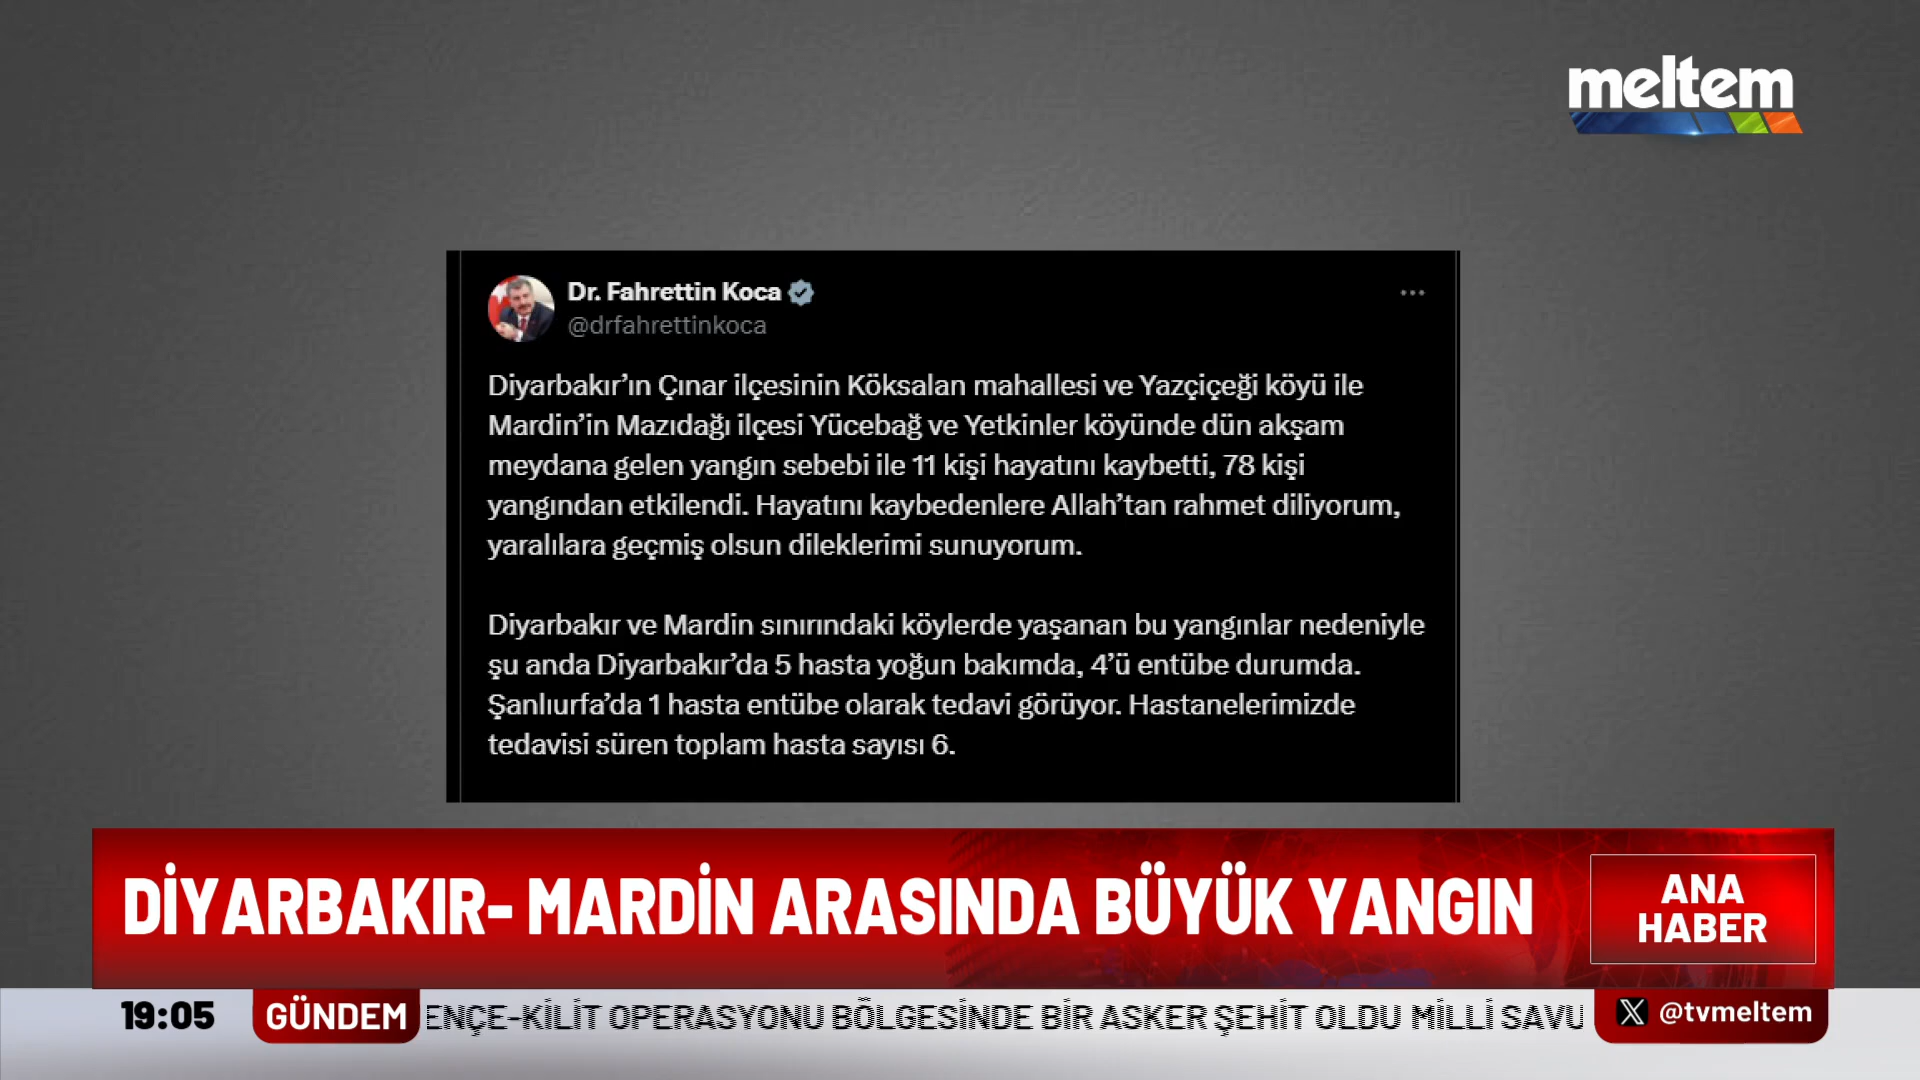 meltem
Dr. Fahrettin Koca
@drfahrettinkoca
Diyarbakır’ın Çınar ilçesinin Köksalan mahallesi ve Yazçiçeği köyü ile
Mardin’in Mazıdağı ilçesi Yücebağ ve Yetkinler köyünde dün akşam
meydana gelen yangın sebebi ile 11 kişi hayatını kaybetti, 78 kişi
yangından etkilendi. Hayatını kaybedenlere Allah’tan rahmet diliyorum,
yaralılara geçmiş olsun dileklerimi sunuyorum.
Diyarbakır ve Mardin sınırındaki köylerde yaşanan bu yangınlar nedeniyle
şu anda Diyarbakır’da 5 hasta yoğun bakımda, 4’ü entübe durumda.
Şanlıurfa’da 1 hasta entübe olarak tedavi görüyor. Hastanelerimizde
tedavisi süren toplam hasta sayısı 6.
DİYARBAKIR- MARDİN ARASINDA BÜYÜK YANGIN
ANA
HABER
19:05
GÜNDEM
ENÇE-KİLİT OPERASYONU BÖLGESİNDE BİR ASKER ŞEHİT OLDU MİLLİ SAVU
@tvmeltem